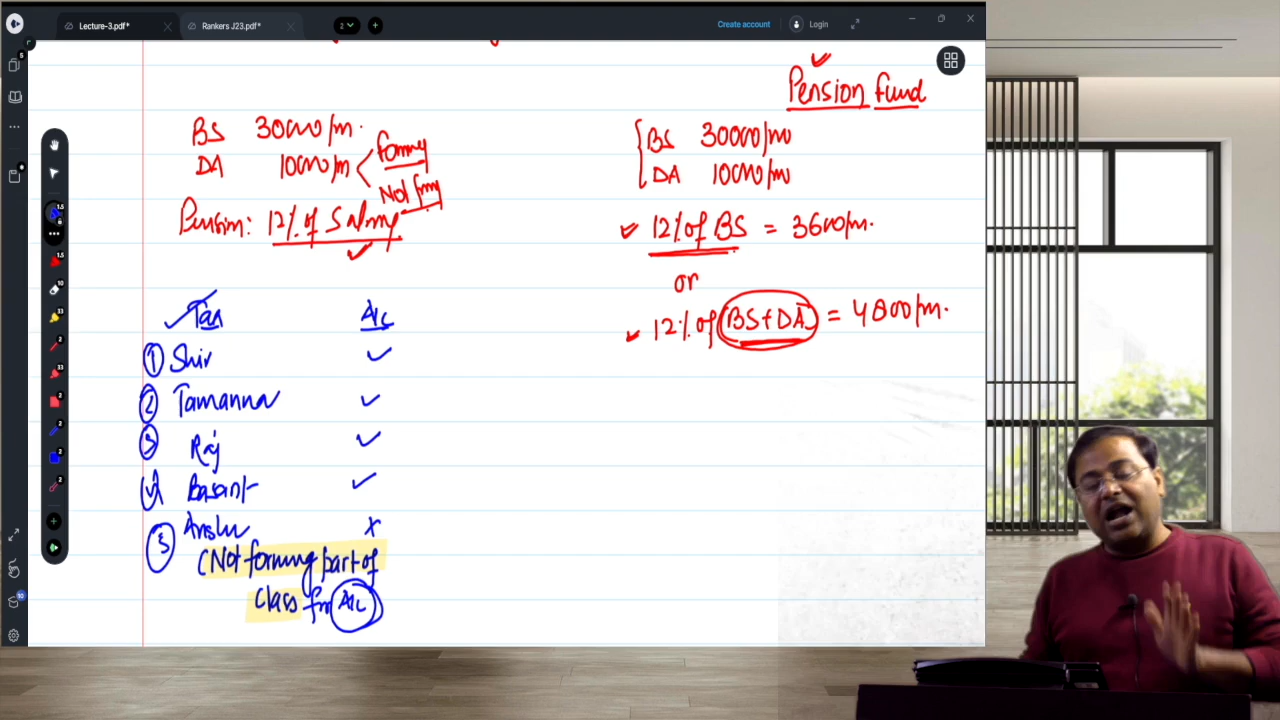 Lecture-3.pdf*
Rankers J23.pdf*
2
Create account
Login
Pension Fund
BS 30000/m.
DA 10000/m
Forming
Not fmg
Pension: 12% of Salary
BS 30000/m
DA 10000/m
12% of BS = 3600/m.
or
12% of BS+DA = 4800/m.
Tax A/c
① Shiv
② Tamanna
③ Raj
④ Basant
⑤ Anshu x
(Not forming part of
class for A/c)